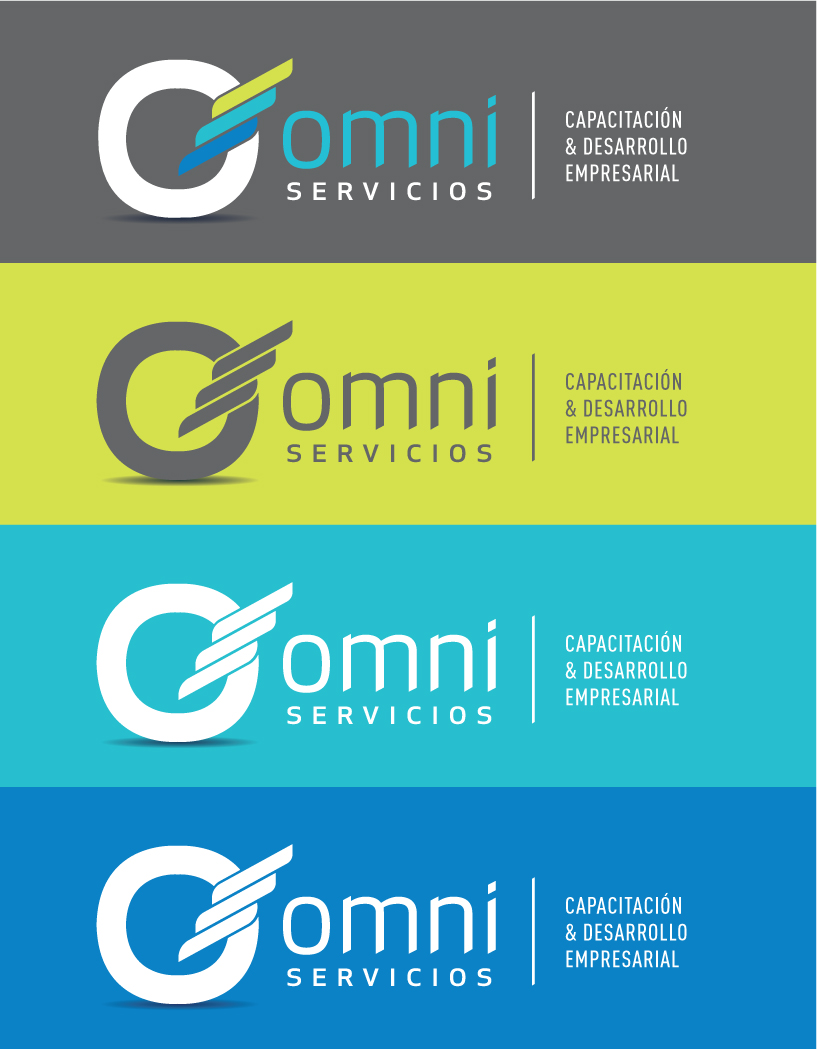 omni
SERVICIOS
CAPACITACIÓN
& DESARROLLO
EMPRESARIAL
omni
SERVICIOS
CAPACITACIÓN
& DESARROLLO
EMPRESARIAL
omni
SERVICIOS
CAPACITACIÓN
& DESARROLLO
EMPRESARIAL
omni
SERVICIOS
CAPACITACIÓN
& DESARROLLO
EMPRESARIAL